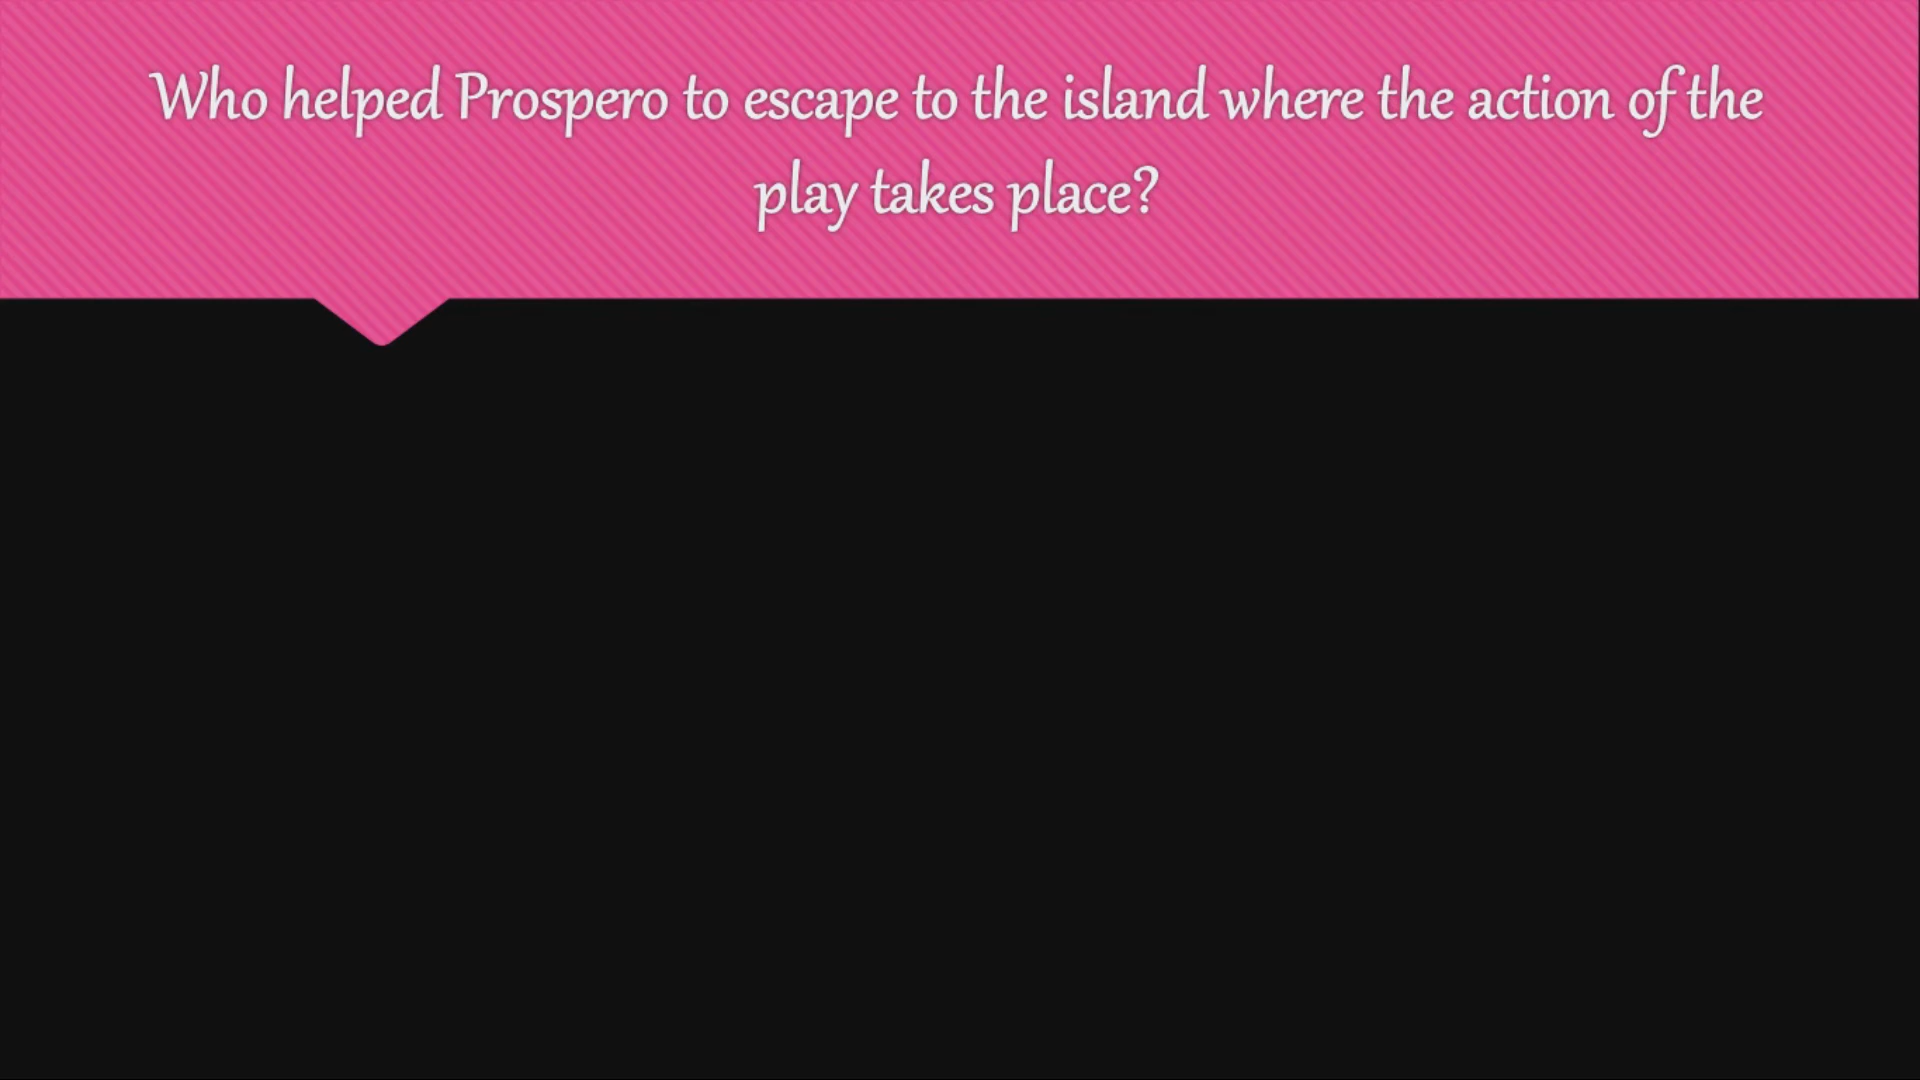 Who helped Prospero to escape to the island where the action of the
play takes place?